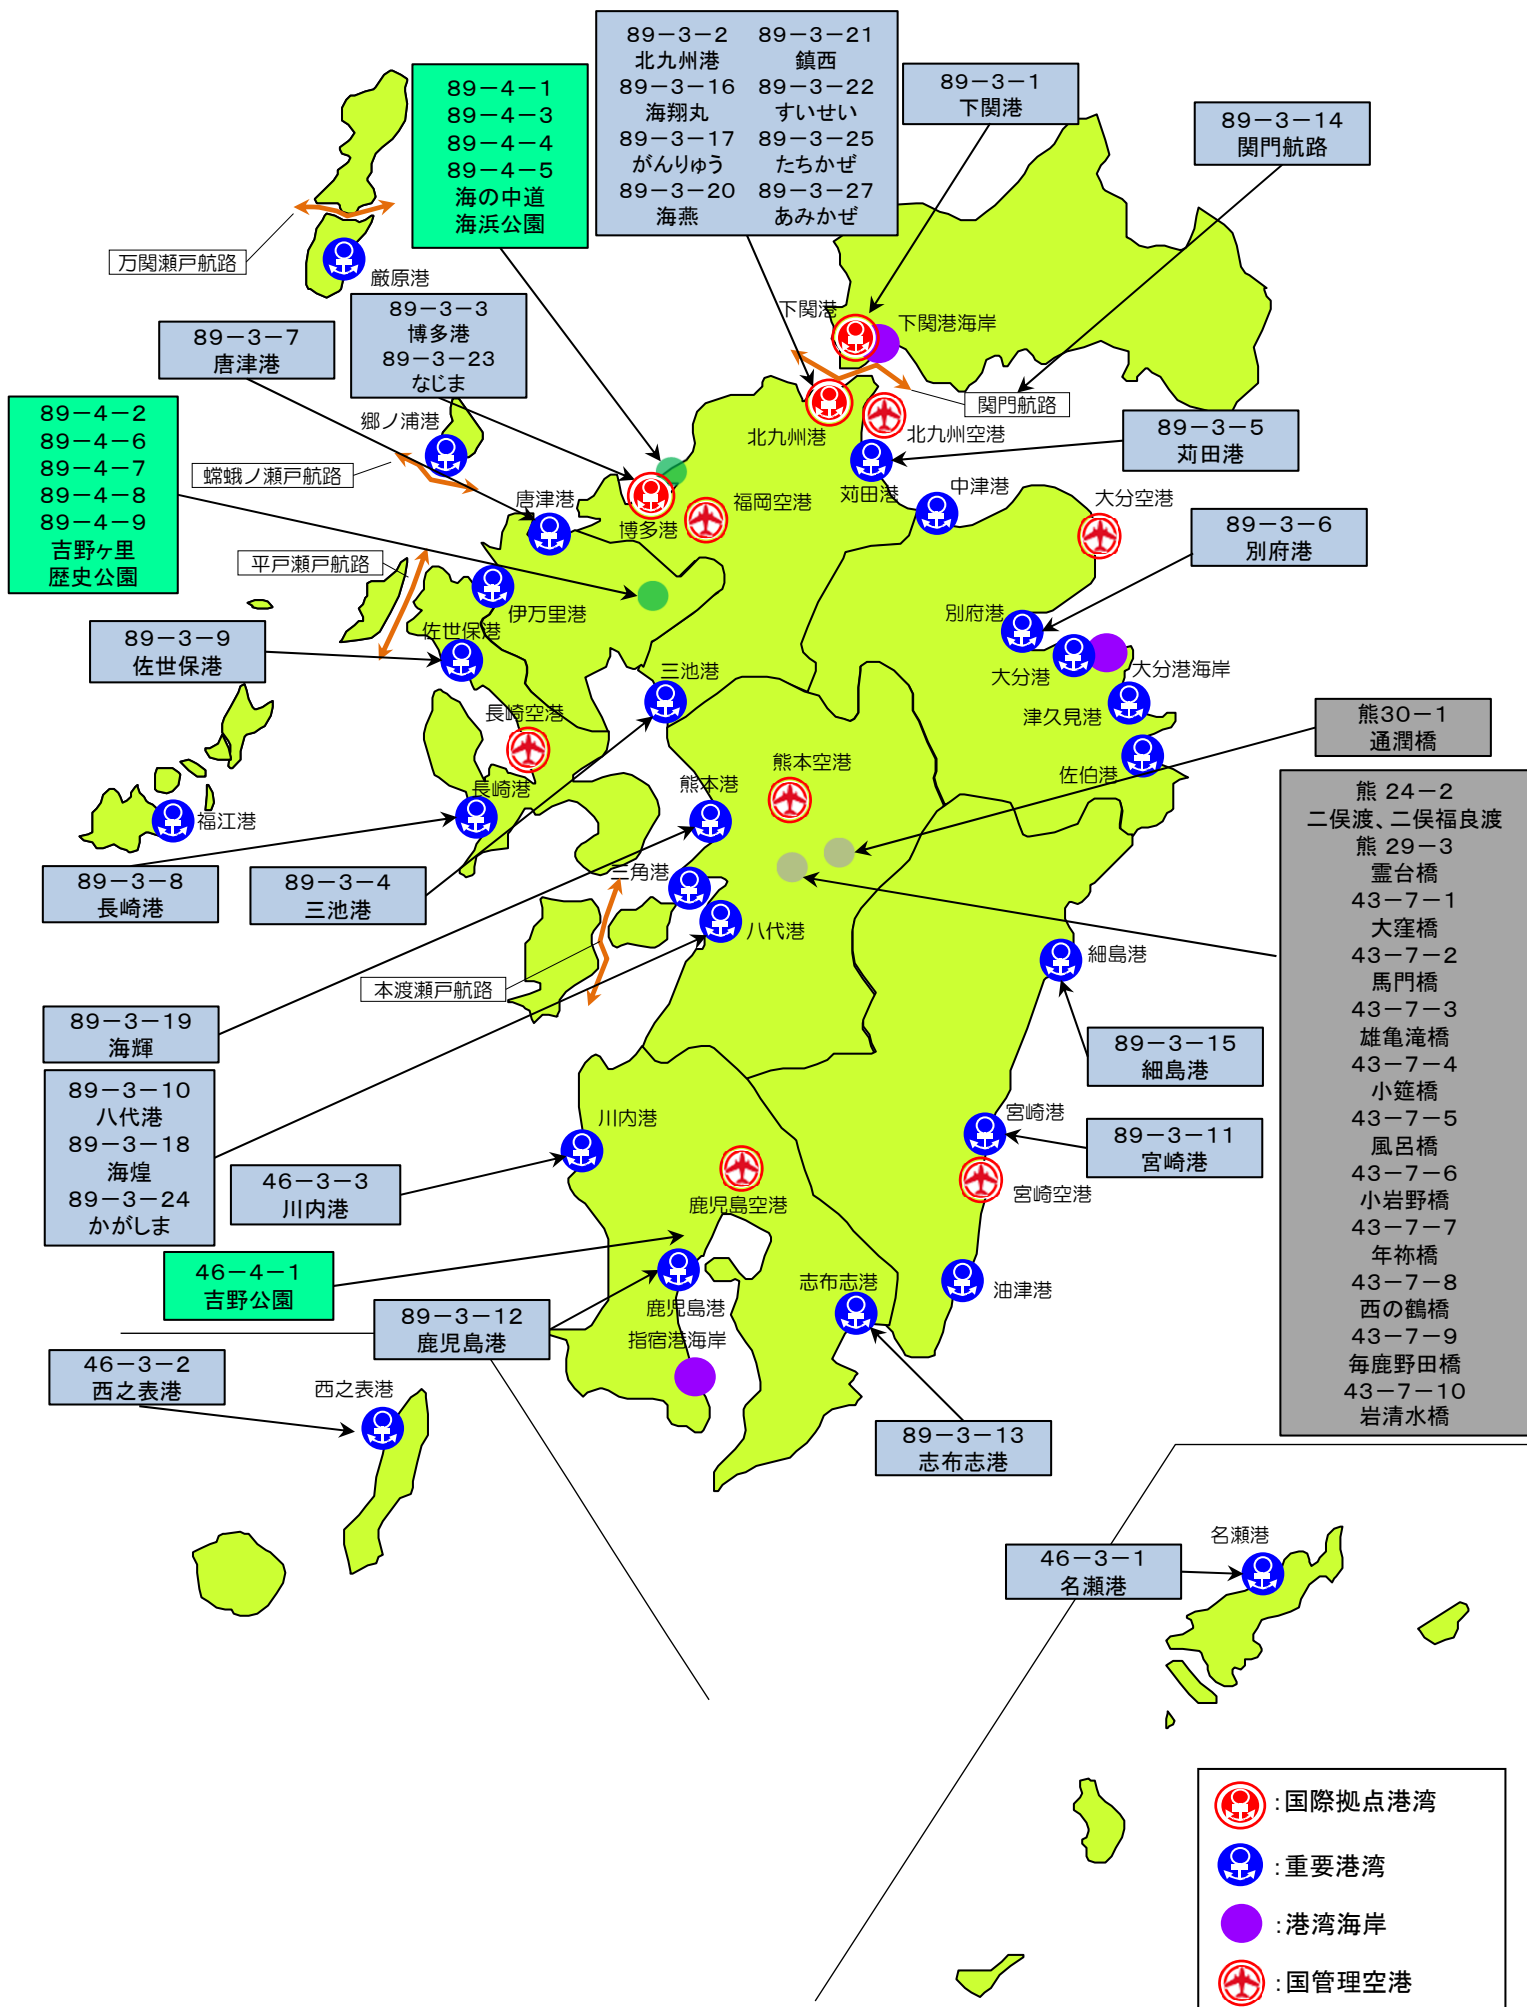 89-3-2
北九州港
89-3-16
海翔丸
89-3-17
がんりゅう
89-3-20
海燕
89-3-21
鎮西
89-3-22
すいせい
89-3-25
たちかぜ
89-3-27
あみかぜ
89-4-1
89-4-3
89-4-4
89-4-5
海の中道
海浜公園
89-3-1
下関港
89-3-14
関門航路
万関瀬戸航路
厳原港
89-3-7
唐津港
89-3-3
博多港
89-3-23
なじま
下関港
下関港海岸
関門航路
北九州港
北九州空港
89-4-2
89-4-6
89-4-7
89-4-8
89-4-9
吉野ヶ里
歴史公園
郷ノ浦港
蟐蛾ノ瀬戸航路
89-3-5
苅田港
苅田港
中津港
大分空港
唐津港
博多港
福岡空港
89-3-6
別府港
平戸瀬戸航路
伊万里港
別府港
89-3-9
佐世保港
佐世保港
三池港
大分港
大分港海岸
津久見港
佐伯港
長崎空港
長崎港
福江港
熊本港
熊本空港
熊30-1
通潤橋
熊 24-2
二俣渡、二俣福良渡
熊 29-3
霊台橋
43-7-1
大窪橋
43-7-2
馬門橋
43-7-3
雄亀滝橋
43-7-4
小筵橋
43-7-5
風呂橋
43-7-6
小岩野橋
43-7-7
年祢橋
43-7-8
西の鶴橋
43-7-9
毎鹿野田橋
43-7-10
岩清水橋
89-3-8
長崎港
89-3-4
三池港
三角港
八代港
本渡瀬戸航路
細島港
89-3-19
海輝
89-3-15
細島港
89-3-10
八代港
89-3-18
海煌
89-3-24
かがしま
川内港
46-3-3
川内港
宮崎港
89-3-11
宮崎港
宮崎空港
鹿児島空港
46-4-1
吉野公園
89-3-12
鹿児島港
鹿児島港
指宿港海岸
志布志港
油津港
46-3-2
西之表港
西之表港
89-3-13
志布志港
46-3-1
名瀬港
名瀬港
:国際拠点港湾
:重要港湾
:港湾海岸
:国管理空港